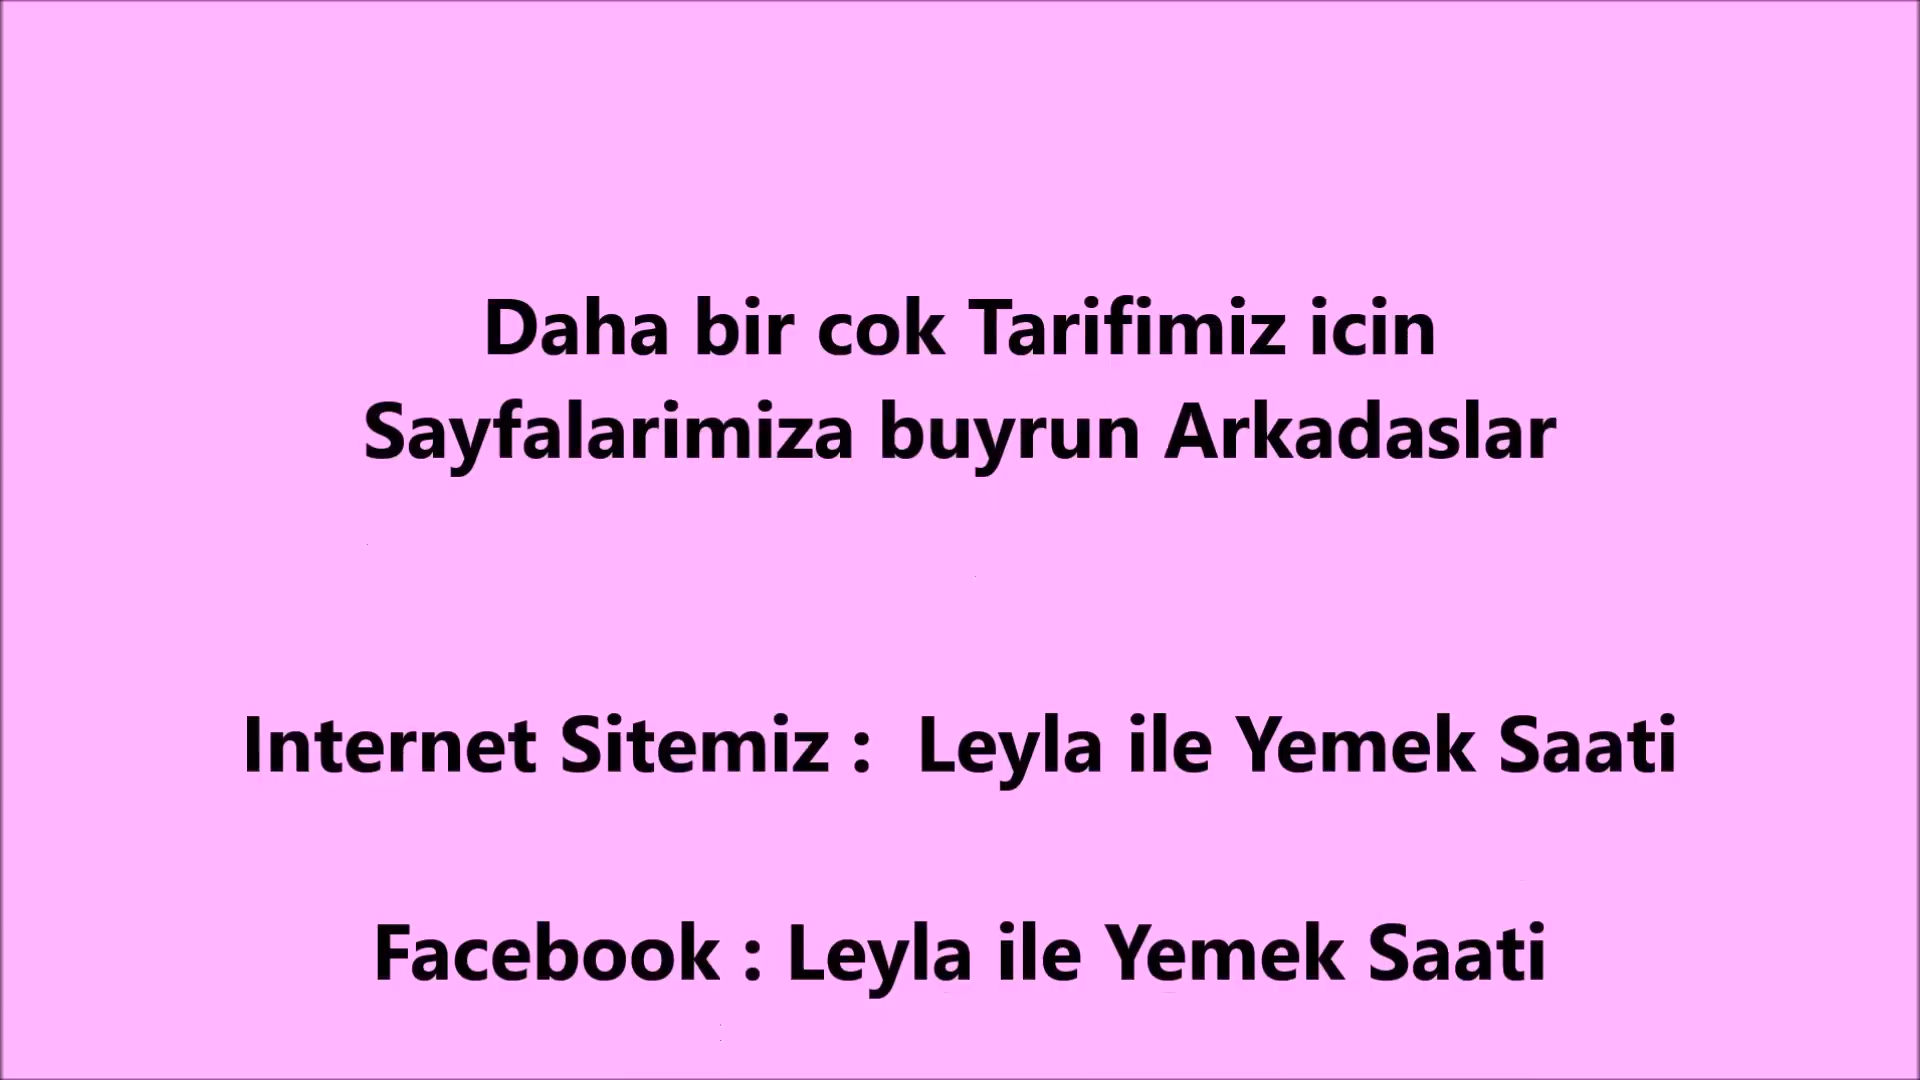 Daha bir cok Tarifimiz icin
Sayfalarimiza buyrun Arkadaslar
Internet Sitemiz :  Leyla ile Yemek Saati
Facebook : Leyla ile Yemek Saati